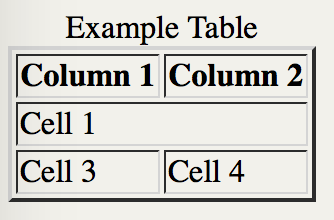 Example Table
Column 1 Column 2
Cell 1
Cell 3 Cell 4